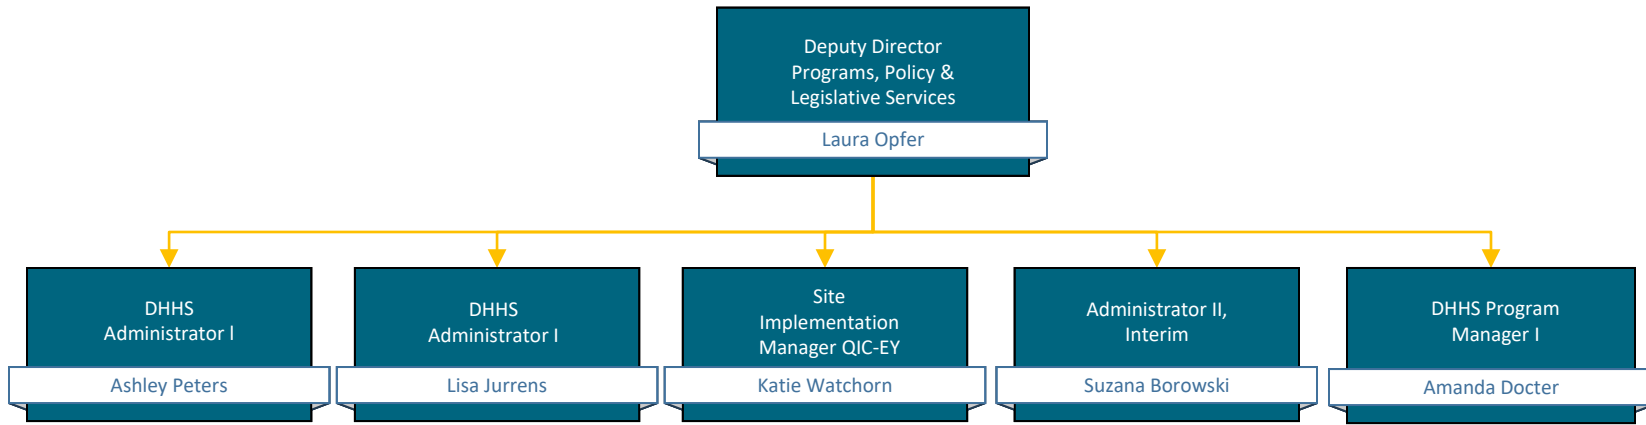 Deputy Director
Programs, Policy &
Legislative Services
Laura Opfer
DHHS
Administrator l
Ashley Peters
DHHS
Administrator I
Lisa Jurrens
Site
Implementation
Manager QIC-EY
Katie Watchorn
Administrator II,
Interim
Suzana Borowski
DHHS Program
Manager I
Amanda Docter